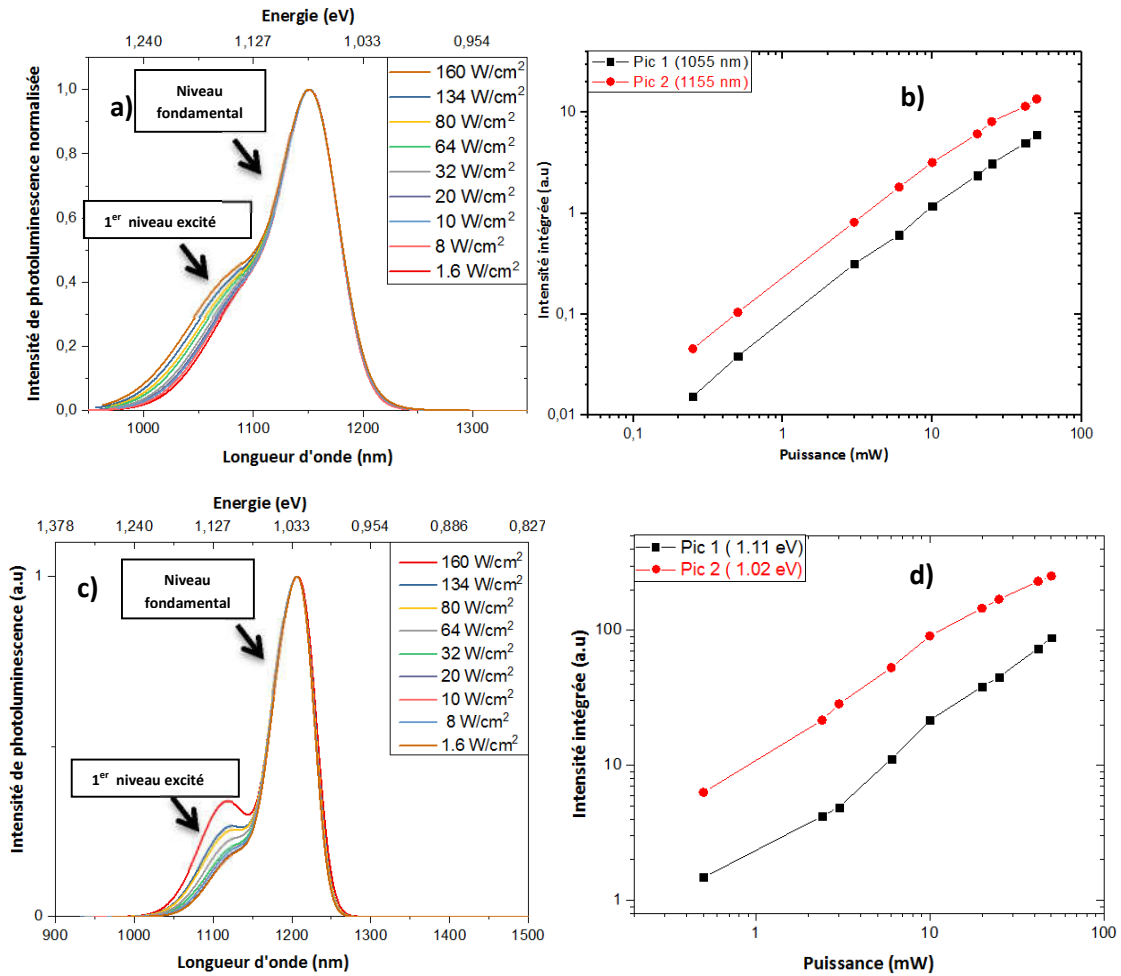 Energie (eV)
1,240 1,127 1,033 0,954
Intensité de photoluminescence normalisée
1,0
0,8
0,6
0,4
0,2
0,0
a)
Niveau
fondamental
1er niveau excité
160 W/cm2
134 W/cm2
80 W/cm2
64 W/cm2
32 W/cm2
20 W/cm2
10 W/cm2
8 W/cm2
1.6 W/cm2
1000 1100 1200 1300
Longueur d'onde (nm)
Pic 1 (1055 nm)
Pic 2 (1155 nm)
b)
Intensité intégrée (a.u)
10
1
0,1
0,01
0,1 1 10 100
Puissance (mW)
Energie (eV)
1,378 1,240 1,127 1,033 0,954 0,886 0,827
Intensité de photoluminescence (a.u)
1
0
c)
Niveau
fondamental
1er niveau excité
160 W/cm2
134 W/cm2
80 W/cm2
64 W/cm2
32 W/cm2
20 W/cm2
10 W/cm2
8 W/cm2
1.6 W/cm2
900 1000 1100 1200 1300 1400 1500
Longueur d'onde (nm)
Pic 1 ( 1.11 eV)
Pic 2 ( 1.02 eV)
d)
Intensité intégrée (a.u)
100
10
1
1 10 100
Puissance (mW)